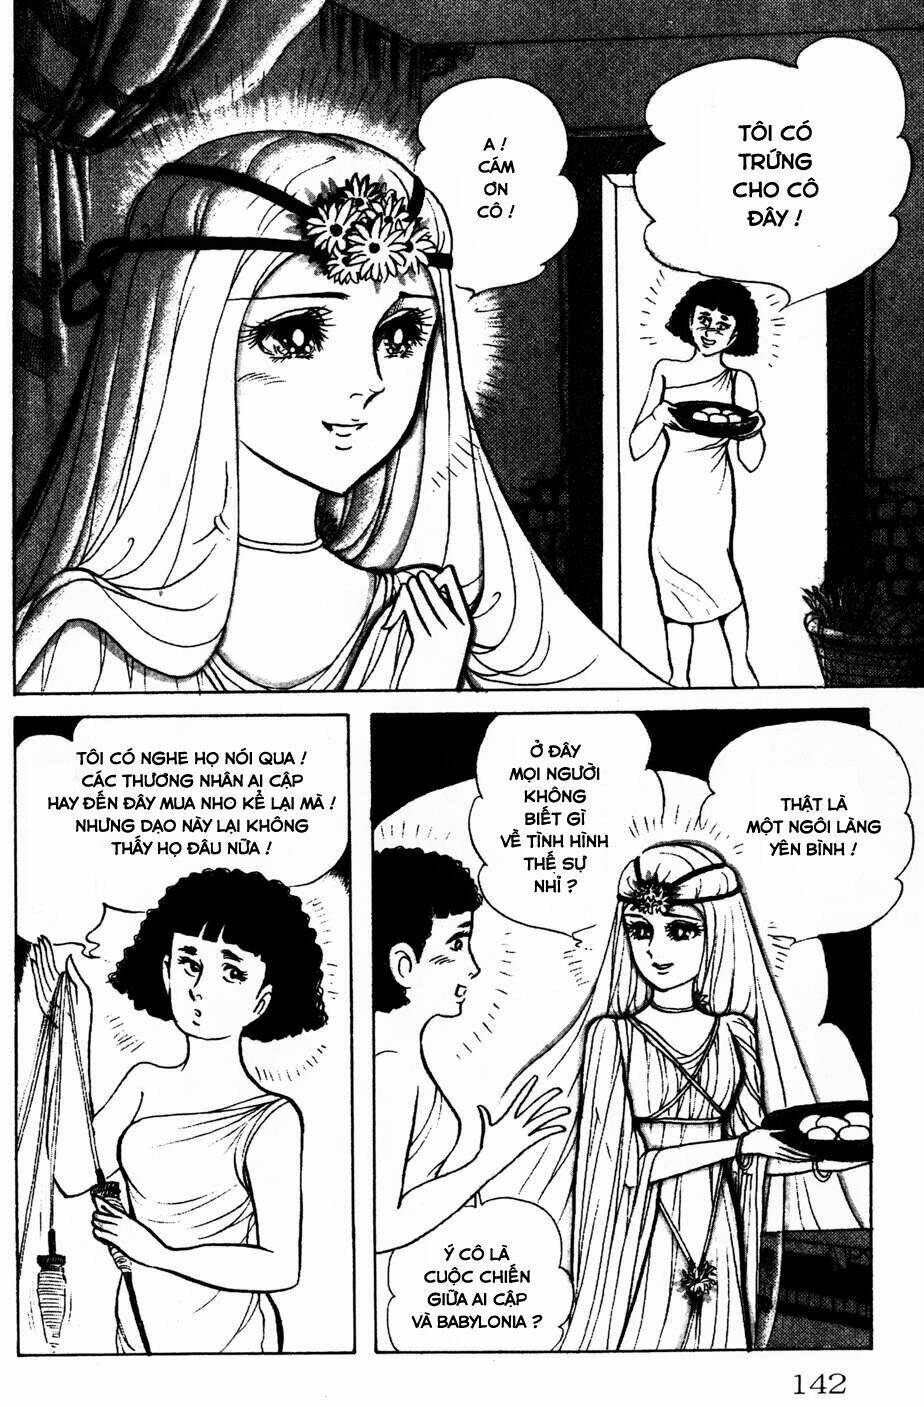 TÔI CÓ
TRỨNG
CHO CÔ
ĐÂY !
A !
CÁM
ƠN
CÔ !
THẬT LÀ
MỘT NGÔI LÀNG
YÊN BÌNH !
Ở ĐÂY
MỌI NGƯỜI
KHÔNG
BIẾT GÌ
VỀ TÌNH HÌNH
THẾ SỰ
NHỈ ?
Ý CÔ LÀ
CUỘC CHIẾN
GIỮA AI CẬP
VÀ BABYLONIA ?
TÔI CÓ NGHE HỌ NÓI QUA !
CÁC THƯƠNG NHÂN AI CẬP
HAY ĐẾN ĐÂY MUA NHO KỂ LẠI MÀ !
NHƯNG DẠO NÀY LẠI KHÔNG
THẤY HỌ ĐÂU NỮA !
142